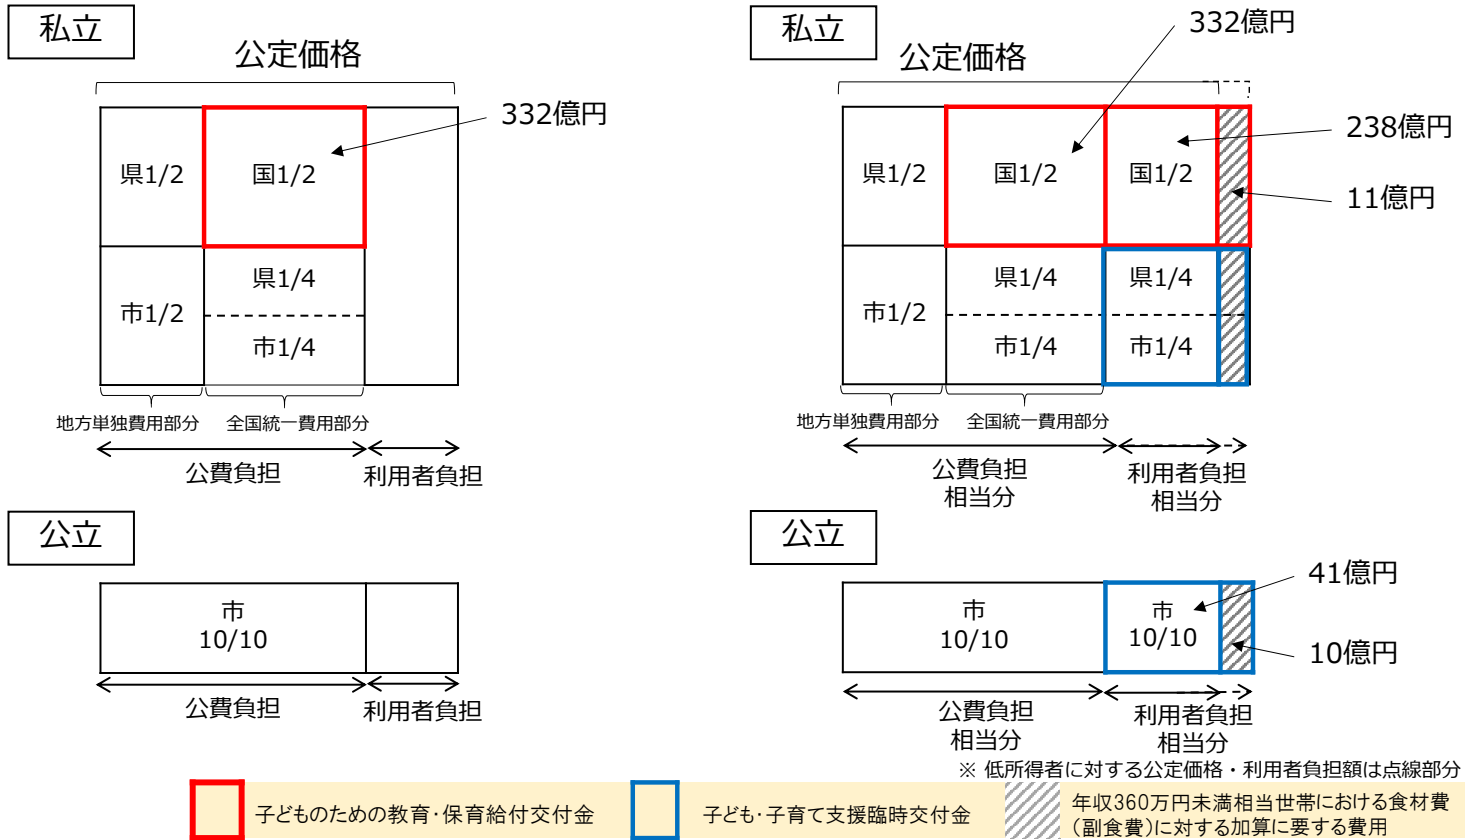 私立
公定価格
332億円
県1/2
国1/2
市1/2
県1/4
市1/4
地方単独費用部分
全国統一費用部分
公費負担
利用者負担
公立
市
10/10
公費負担
利用者負担
私立
公定価格
332億円
238億円
11億円
県1/2
国1/2
国1/2
市1/2
県1/4
県1/4
市1/4
市1/4
地方単独費用部分
全国統一費用部分
公費負担
相当分
利用者負担
相当分
公立
市
10/10
市
10/10
41億円
10億円
公費負担
相当分
利用者負担
相当分
※ 低所得者に対する公定価格・利用者負担額は点線部分
子どものための教育・保育給付交付金
子ども・子育て支援臨時交付金
年収360万円未満相当世帯における食材費
（副食費）に対する加算に要する費用